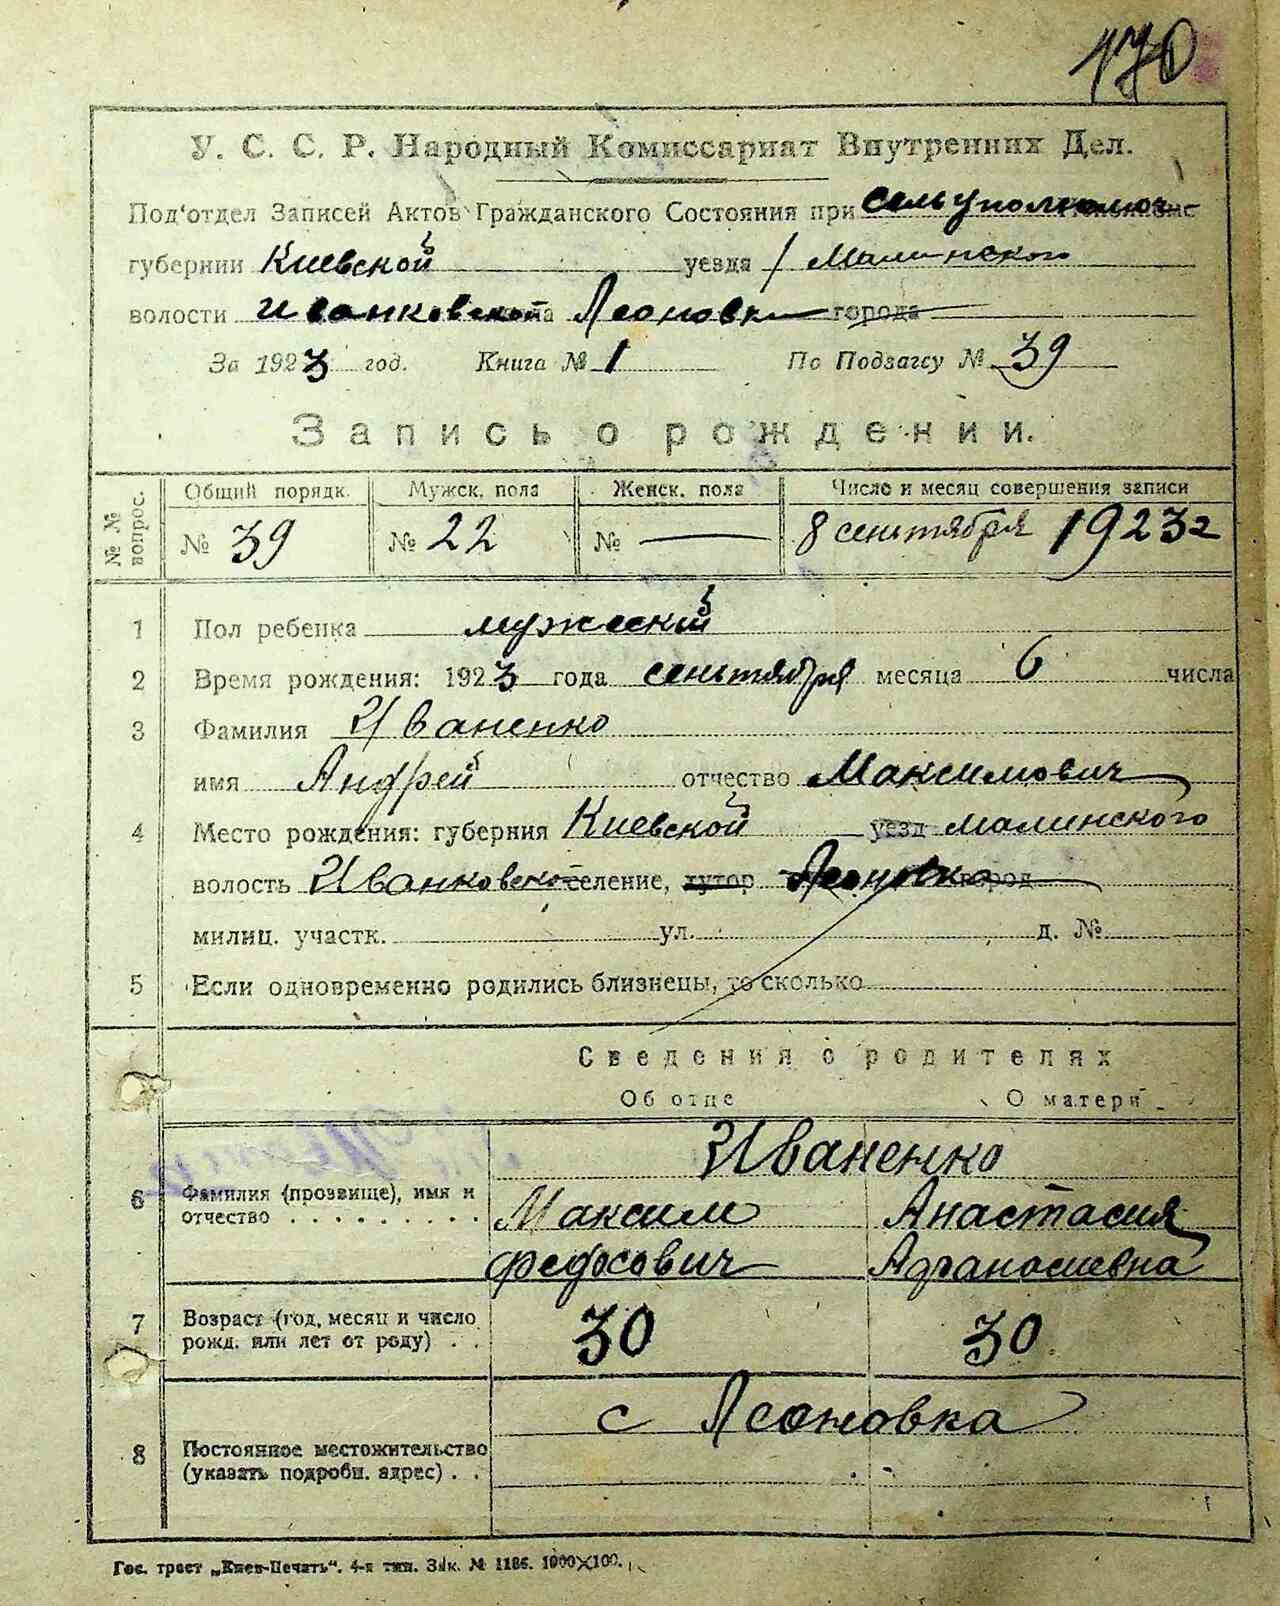 170
У. С. С. Р. Народный Комиссариат Внутренних Дел.
Под'отдел Записей Актов Гражданского Состояния при сельуполномоч
губернии Киевской уезда Малинского
волости Иванковской Леоновка города
За 1923 год. Книга № 1 По Подзагсу № 39
Запись о рождении.
№ № вопрос. Общий порядк. Мужск. пола Женск. пола Число и месяц совершения записи
№ 39 № 22 № — 8 сентября 1923 г
1 Пол ребенка мужеский
2 Время рождения: 1923 года сентября месяца 6 числа
3 Фамилия Иваненко
имя Андрей отчество Максимович
4 Место рождения: губерния Киевской уезд Малинского
волость Иванковской селение, хутор Леоновка город
милиц. участк. ул. д. №
5 Если одновременно родились близнецы, то сколько
Сведения о родителях
Об отце О матери
Иваненко
6 Фамилия (прозвище), имя и отчество . . . . . . . . . Максим Анастасия
Федосович Афанасиевна
7 Возраст (год, месяц и число рожд. или лет от роду) . . 30 30
с Леоновка
8 Постоянное местожительство (указать подробн. адрес) . .
Гос. трест „Киев-Печать“. 4-я тип. Зак. № 1186. 1000×100.